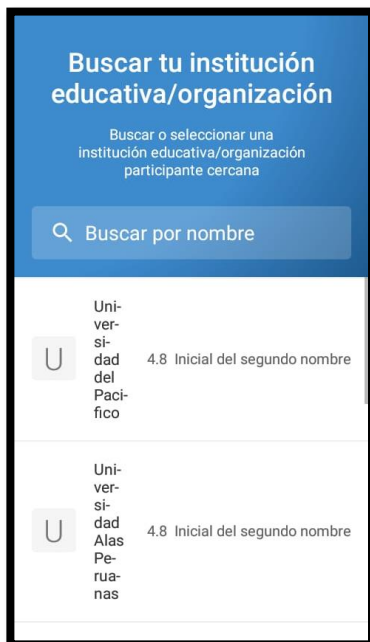 Buscar tu institución
educativa/organización
Buscar o seleccionar una
institución educativa/organización
participante cercana
Buscar por nombre
U
Uni-
ver-
si-
dad
del
Paci-
fico
4.8 Inicial del segundo nombre
U
Uni-
ver-
si-
dad
Alas
Pe-
rua-
nas
4.8 Inicial del segundo nombre